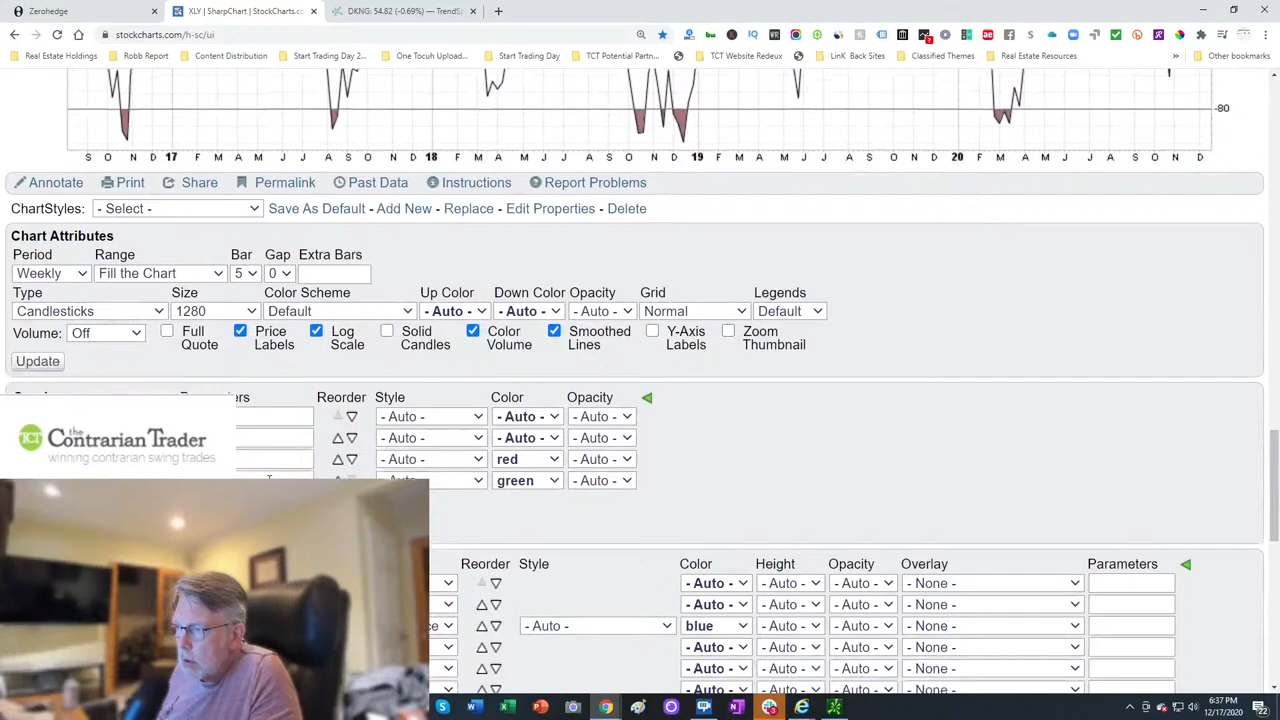 Zerohedge × XLY | SharpChart | StockCharts.com × DKNG: 54.82 (-0.69%) — TrendSp × +
stockcharts.com/h-sc/ui
Real Estate Holdings Robb Report Content Distribution Start Trading Day 2... One Tocuh Upload... Start Trading Day TCT Potential Partn... TCT Website Redeux LinK Back Sites Classified Themes Real Estate Resources » Other bookmarks
-80
S O N D 17 F M A M J J A S O N D 18 F M A M J J A S O N D 19 F M A M J J A S O N D 20 F M A M J J A S O N D
Annotate Print Share Permalink Past Data Instructions Report Problems
ChartStyles: - Select - Save As Default - Add New - Replace - Edit Properties - Delete
Chart Attributes
Period Range Bar Gap Extra Bars
Weekly Fill the Chart 5 0
Type Size Color Scheme Up Color Down Color Opacity Grid Legends
Candlesticks 1280 Default - Auto - - Auto - - Auto - Normal Default
Volume: Off Full Quote Price Labels Log Scale Solid Candles Color Volume Smoothed Lines Y-Axis Labels Zoom Thumbnail
Update
Reorder Style Color Opacity
- Auto - - Auto - - Auto -
- Auto - - Auto - - Auto -
- Auto - red - Auto -
- Auto - green - Auto -
TCT the Contrarian Trader
winning contrarian swing trades
Reorder Style Color Height Opacity Overlay Parameters
- Auto - - Auto - - Auto - - None -
- Auto - - Auto - - Auto - - None -
- Auto - blue - Auto - - Auto - - None -
- Auto - - Auto - - Auto - - None -
- Auto - - Auto - - Auto - - None -
- Auto - - Auto - - Auto - - None -
6:37 PM
12/17/2020